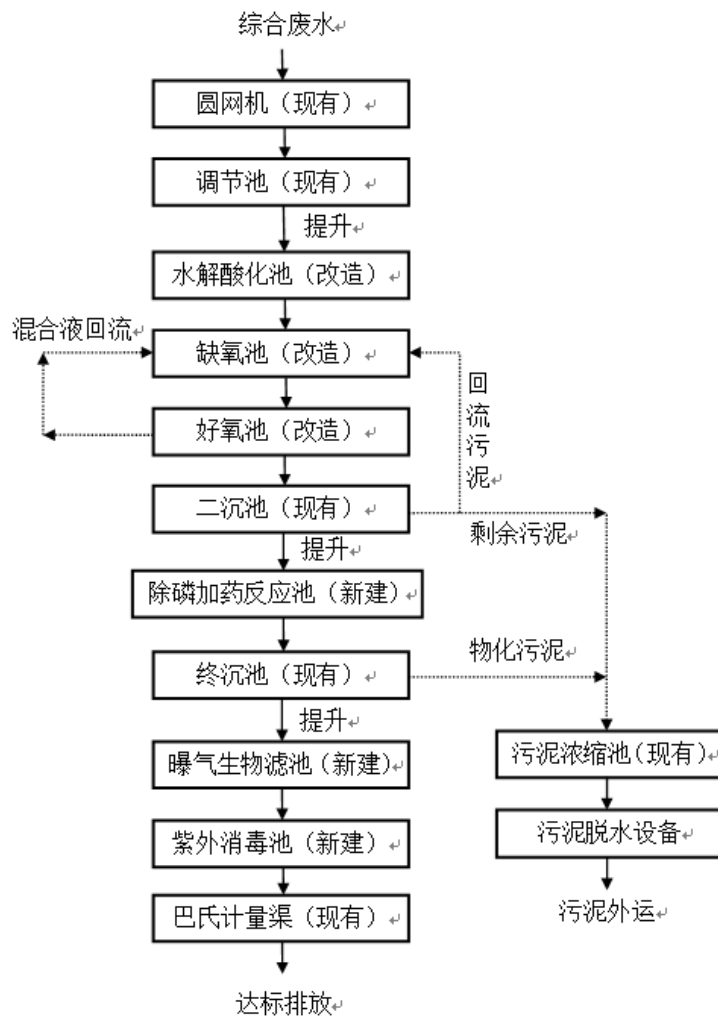 综合废水
圆网机（现有）
调节池（现有）
提升
水解酸化池（改造）
混合液回流
缺氧池（改造）
回流污泥
好氧池（改造）
二沉池（现有）
剩余污泥
提升
除磷加药反应池（新建）
物化污泥
终沉池（现有）
提升
曝气生物滤池（新建）
污泥浓缩池（现有）
紫外消毒池（新建）
污泥脱水设备
巴氏计量渠（现有）
污泥外运
达标排放